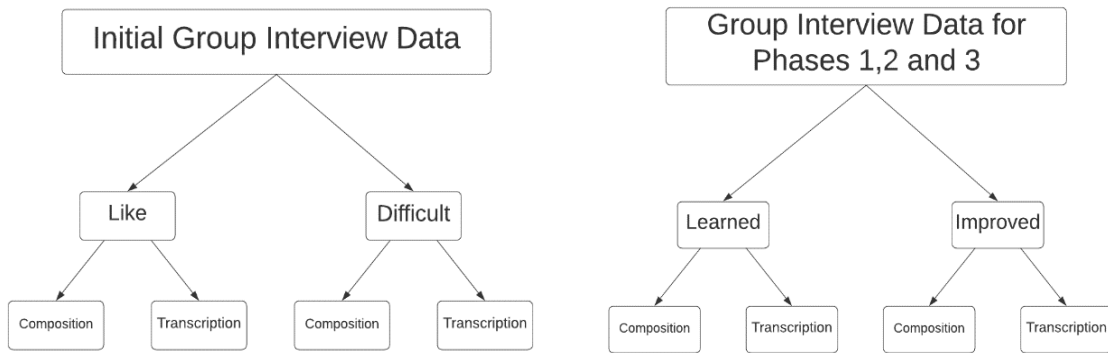 Initial Group Interview Data
Like
Difficult
Composition
Transcription
Composition
Transcription
Group Interview Data for
Phases 1,2 and 3
Learned
Improved
Composition
Transcription
Composition
Transcription